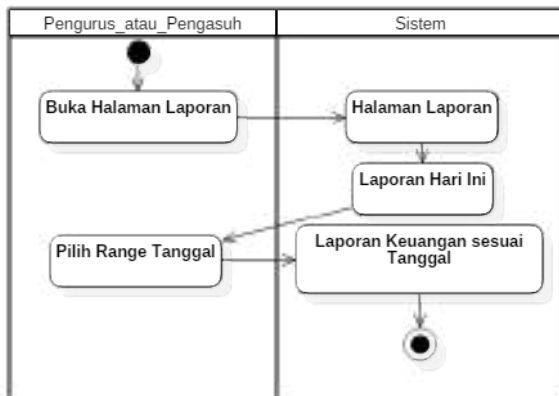 Pengurus_atau_Pengasuh
Sistem
Buka Halaman Laporan
Halaman Laporan
Laporan Hari Ini
Pilih Range Tanggal
Laporan Keuangan sesuai
Tanggal